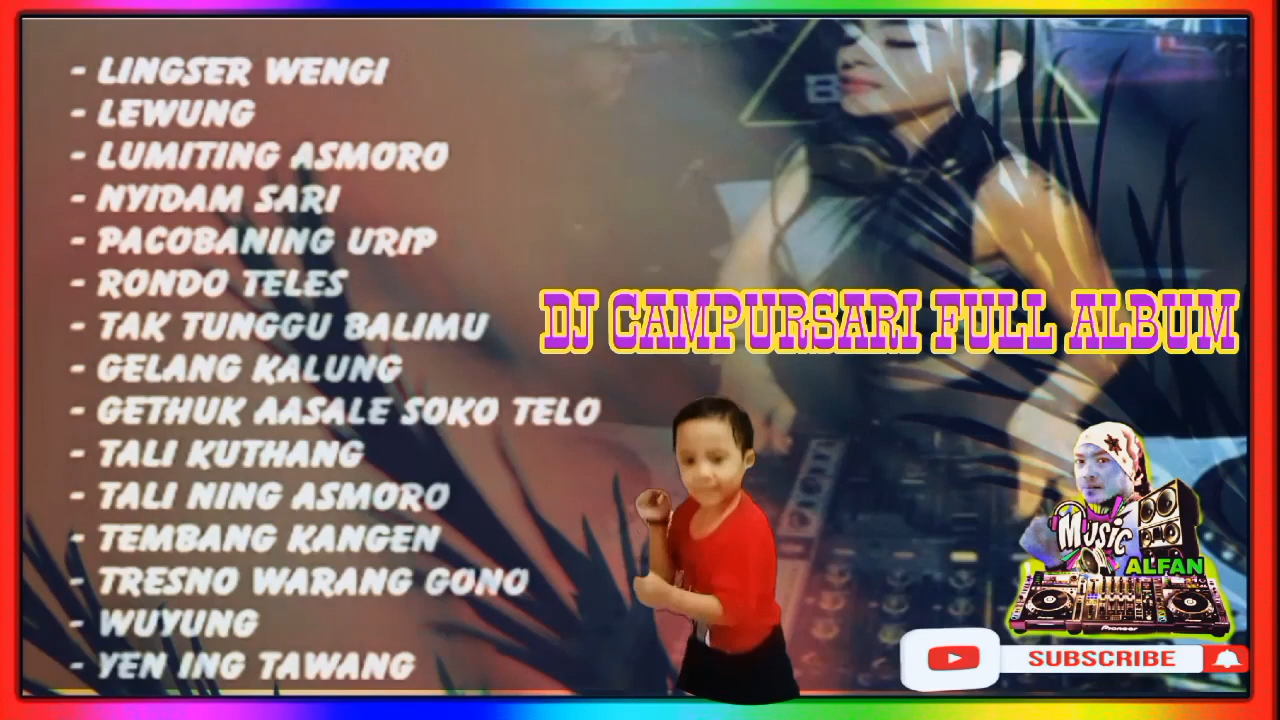 - LINGSER WENGI
- LEWUNG
- LUMITING ASMORO
- NYIDAM SARI
- PACOBANING URIP
- RONDO TELES
- TAK TUNGGU BALIMU
- GELANG KALUNG
- GETHUK AASALE SOKO TELO
- TALI KUTHANG
- TALI NING ASMORO
- TEMBANG KANGEN
- TRESNO WARANG GONO
- WUYUNG
- YEN ING TAWANG
DJ CAMPURSARI FULL ALBUM
MUSIC
ALFAN
Pioneer
SUBSCRIBE